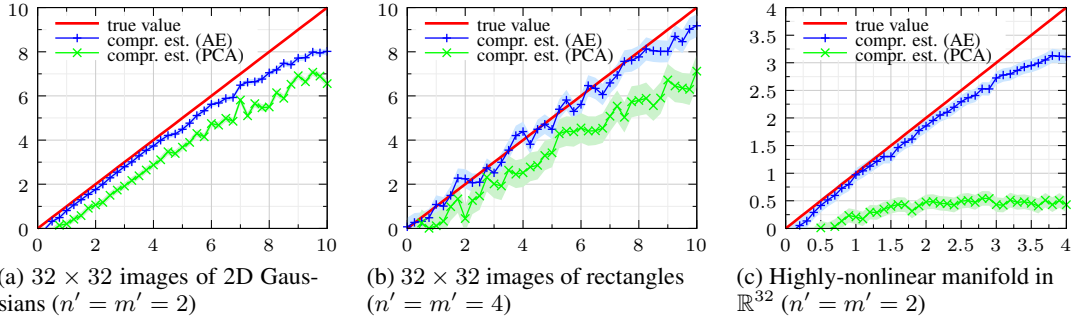 10
8
6
4
2
0
true value
compr. est. (AE)
compr. est. (PCA)
0 2 4 6 8 10
(a) 32 × 32 images of 2D Gaus-
sians (n′ = m′ = 2)
10
8
6
4
2
0
true value
compr. est. (AE)
compr. est. (PCA)
0 2 4 6 8 10
(b) 32 × 32 images of rectangles
(n′ = m′ = 4)
4
3.5
3
2.5
2
1.5
1
0.5
0
true value
compr. est. (AE)
compr. est. (PCA)
0 0.5 1 1.5 2 2.5 3 3.5 4
(c) Highly-nonlinear manifold in
ℝ³² (n′ = m′ = 2)